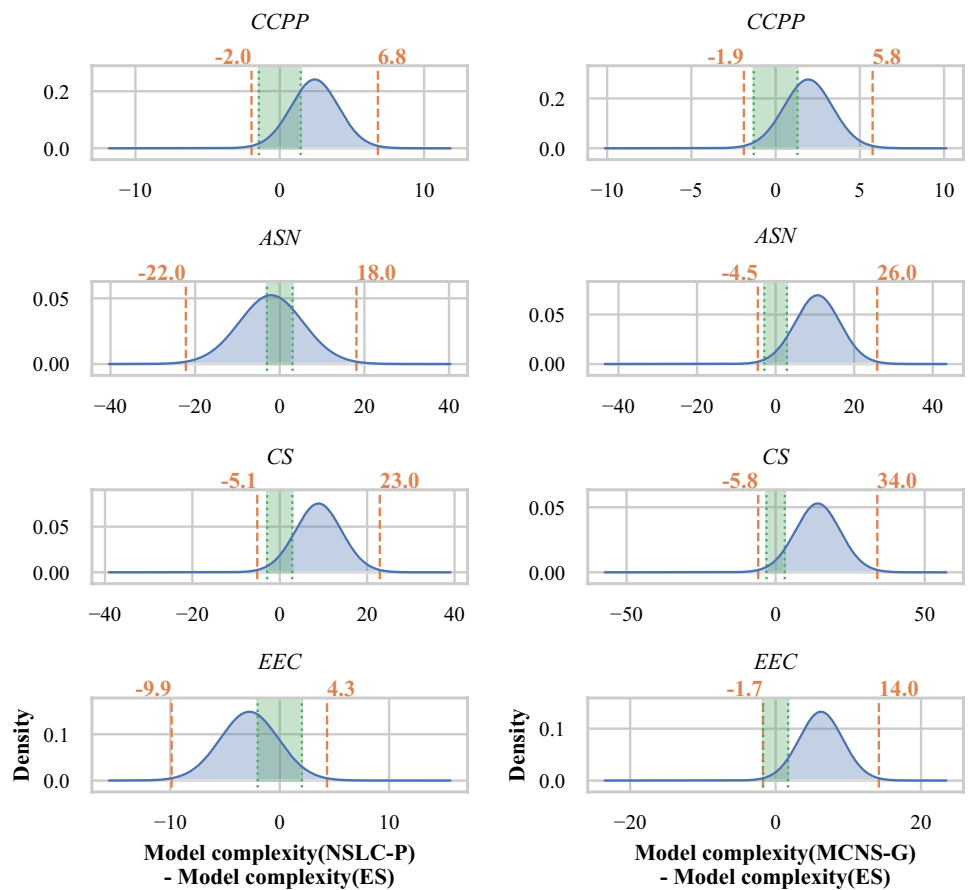 CCPP
-2.0 6.8
0.2
0.0
−10 0 10
CCPP
-1.9 5.8
0.2
0.0
−10 −5 0 5 10
ASN
-22.0 18.0
0.05
0.00
−40 −20 0 20 40
ASN
-4.5 26.0
0.05
0.00
−40 −20 0 20 40
CS
-5.1 23.0
0.05
0.00
−40 −20 0 20 40
CS
-5.8 34.0
0.05
0.00
−50 0 50
EEC
-9.9 4.3
Density
0.1
0.0
−10 0 10
Model complexity(NSLC-P)
- Model complexity(ES)
EEC
-1.7 14.0
Density
0.1
0.0
−20 0 20
Model complexity(MCNS-G)
- Model complexity(ES)